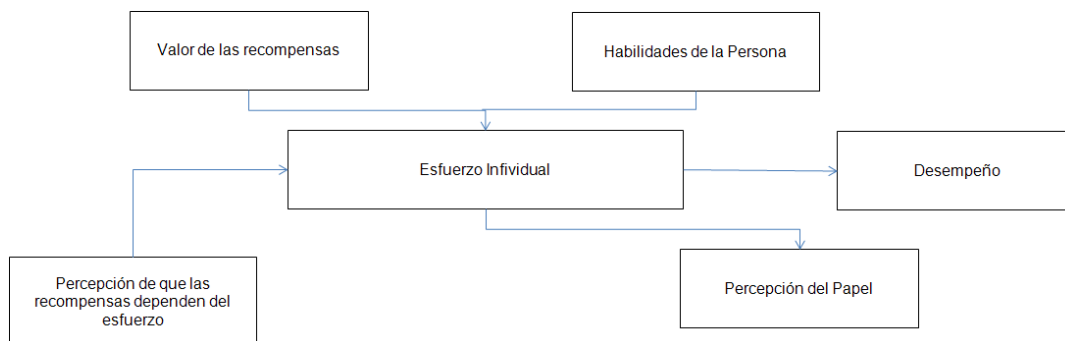 Valor de las recompensas
Habilidades de la Persona
Esfuerzo Infividual
Desempeño
Percepción de que las
recompensas dependen del
esfuerzo
Percepción del Papel